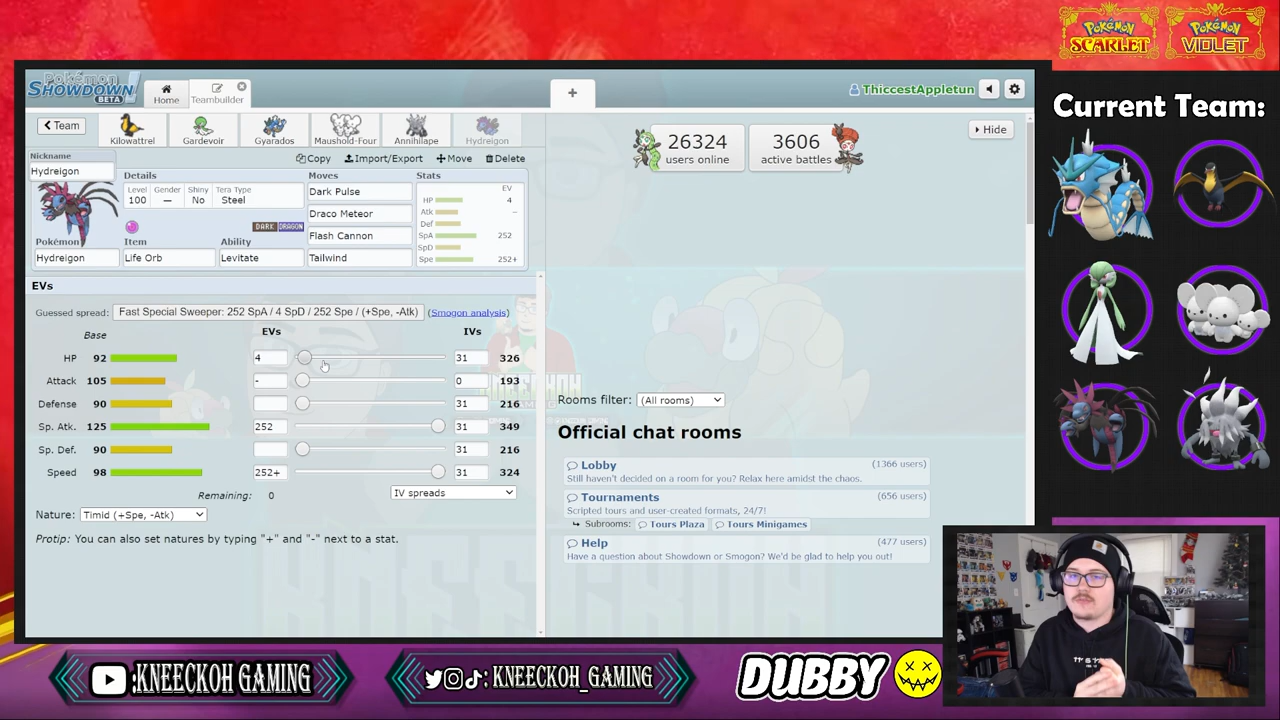 Pokémon
SHOWDOWN!
BETA
Home
Teambuilder
+
ThiccestAppletun
Team
Kilowattrel
Gardevoir
Gyarados
Maushold-Four
Annihilape
Hydreigon
26324
users online
3606
active battles
Hide
Copy
Import/Export
Move
Delete
Nickname
Hydreigon
Details
Level
Gender
Shiny
Tera Type
100
—
No
Steel
DARK
DRAGON
Pokémon
Hydreigon
Item
Life Orb
Ability
Levitate
Moves
Dark Pulse
Draco Meteor
Flash Cannon
Tailwind
Stats
EV
HP 4
Atk –
Def
SpA 252
SpD
Spe 252+
EVs
Guessed spread: Fast Special Sweeper: 252 SpA / 4 SpD / 252 Spe / (+Spe, -Atk) (Smogon analysis)
Base EVs IVs
HP 92 4 31 326
Attack 105 - 0 193
Defense 90 31 216
Sp. Atk. 125 252 31 349
Sp. Def. 90 31 216
Speed 98 252+ 31 324
Remaining: 0
IV spreads
Nature: Timid (+Spe, -Atk)
Protip: You can also set natures by typing "+" and "-" next to a stat.
Rooms filter: (All rooms)
Official chat rooms
Lobby (1366 users)
Still haven't decided on a room for you? Relax here amidst the chaos.
Tournaments (656 users)
Scripted tours and user-created formats, 24/7!
Subrooms: Tours Plaza Tours Minigames
Help (477 users)
Have a question about Showdown or Smogon? We'd be glad to help you out!
Pokémon
SCARLET
Pokémon
VIOLET
Current Team:
:KNEECKOH GAMING
: KNEECKOH_GAMING
DUBBY